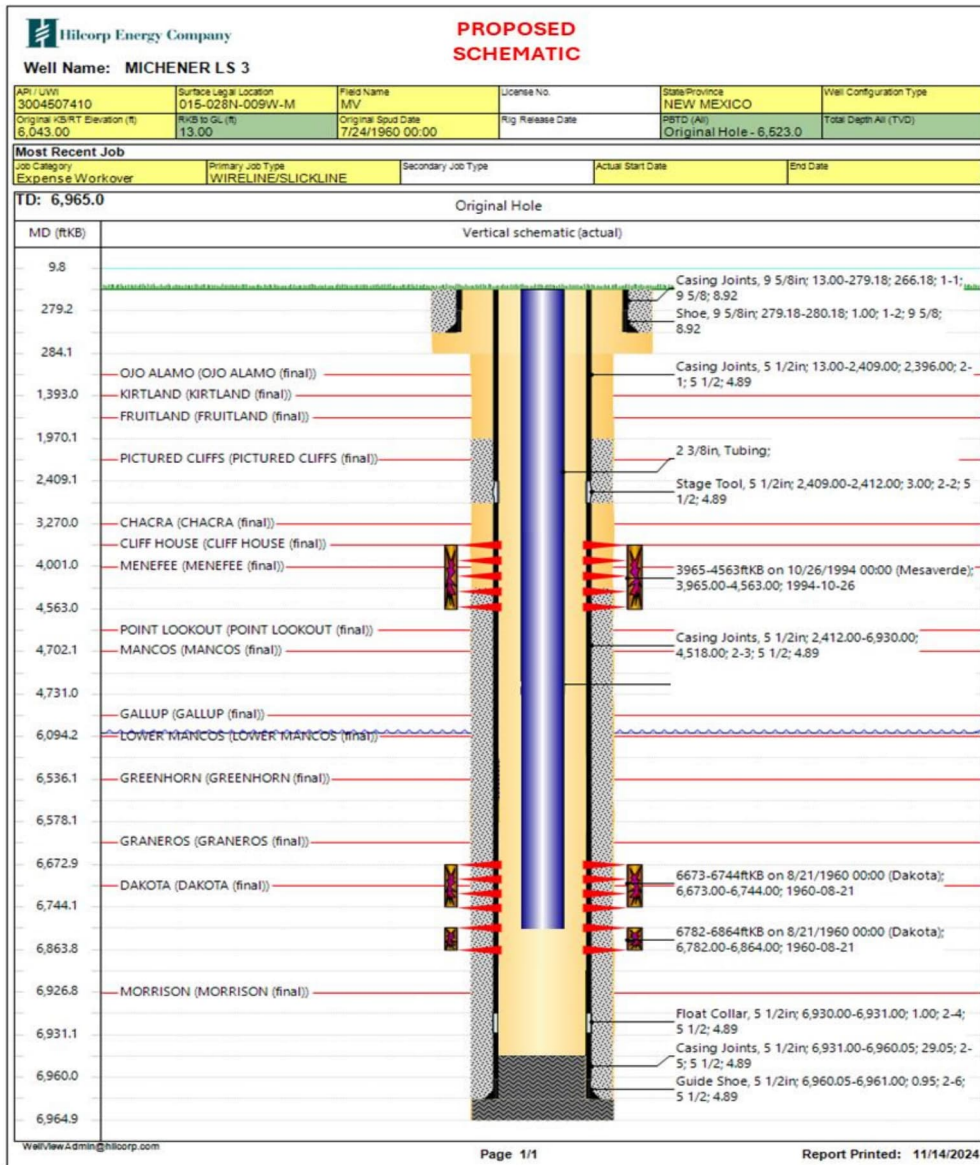 Hilcorp Energy Company
PROPOSED
SCHEMATIC
Well Name: MICHENER LS 3
API / UWI
3004507410
Surface Legal Location
015-028N-009W-M
Field Name
MV
License No.
State/Province
NEW MEXICO
Well Configuration Type
Original KB/RT Elevation (ft)
6,043.00
RKB to GL (ft)
13.00
Original Spud Date
7/24/1960 00:00
Rig Release Date
PBTD (All)
Original Hole - 6,523.0
Total Depth All (TVD)
Most Recent Job
Job Category
Expense Workover
Primary Job Type
WIRELINE/SLICKLINE
Secondary Job Type
Actual Start Date
End Date
TD: 6,965.0
Original Hole
MD (ftKB)
Vertical schematic (actual)
9.8
279.2
284.1
1,393.0
1,970.1
2,409.1
3,270.0
4,001.0
4,563.0
4,702.1
4,731.0
6,094.2
6,536.1
6,578.1
6,672.9
6,744.1
6,863.8
6,926.8
6,931.1
6,960.0
6,964.9
OJO ALAMO (OJO ALAMO (final))
KIRTLAND (KIRTLAND (final))
FRUITLAND (FRUITLAND (final))
PICTURED CLIFFS (PICTURED CLIFFS (final))
CHACRA (CHACRA (final))
CLIFF HOUSE (CLIFF HOUSE (final))
MENEFEE (MENEFEE (final))
POINT LOOKOUT (POINT LOOKOUT (final))
MANCOS (MANCOS (final))
GALLUP (GALLUP (final))
LOWER MANCOS (LOWER MANCOS (final))
GREENHORN (GREENHORN (final))
GRANEROS (GRANEROS (final))
DAKOTA (DAKOTA (final))
MORRISON (MORRISON (final))
Casing Joints, 9 5/8in; 13.00-279.18; 266.18; 1-1;
9 5/8; 8.92
Shoe, 9 5/8in; 279.18-280.18; 1.00; 1-2; 9 5/8;
8.92
Casing Joints, 5 1/2in; 13.00-2,409.00; 2,396.00; 2-
1; 5 1/2; 4.89
2 3/8in, Tubing;
Stage Tool, 5 1/2in; 2,409.00-2,412.00; 3.00; 2-2; 5
1/2; 4.89
3965-4563ftKB on 10/26/1994 00:00 (Mesaverde);
3,965.00-4,563.00; 1994-10-26
Casing Joints, 5 1/2in; 2,412.00-6,930.00;
4,518.00; 2-3; 5 1/2; 4.89
6673-6744ftKB on 8/21/1960 00:00 (Dakota);
6,673.00-6,744.00; 1960-08-21
6782-6864ftKB on 8/21/1960 00:00 (Dakota);
6,782.00-6,864.00; 1960-08-21
Float Collar, 5 1/2in; 6,930.00-6,931.00; 1.00; 2-4;
5 1/2; 4.89
Casing Joints, 5 1/2in; 6,931.00-6,960.05; 29.05; 2-
5; 5 1/2; 4.89
Guide Shoe, 5 1/2in; 6,960.05-6,961.00; 0.95; 2-6;
5 1/2; 4.89
WellViewAdmin@hilcorp.com
Page 1/1
Report Printed: 11/14/2024